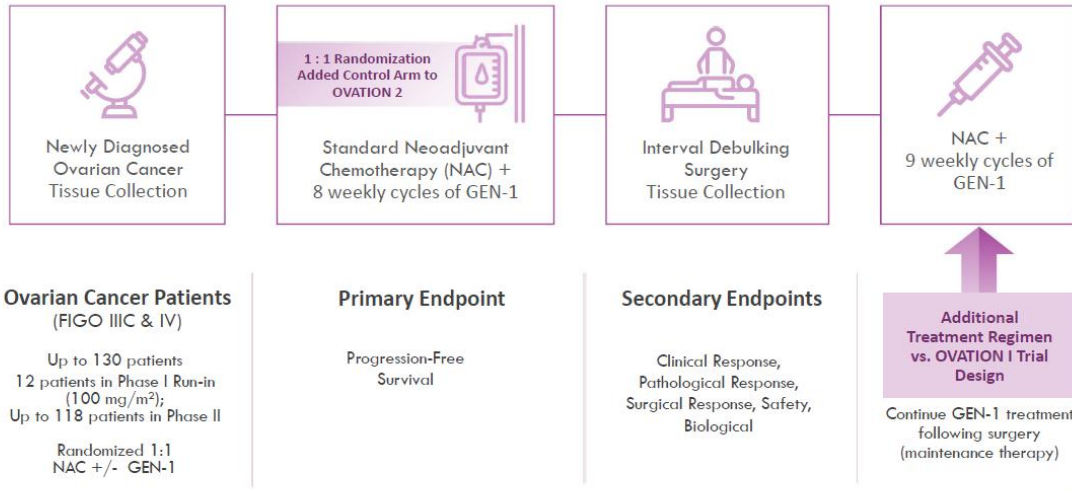 Newly Diagnosed
Ovarian Cancer
Tissue Collection
1 : 1 Randomization
Added Control Arm to
OVATION 2
Standard Neoadjuvant
Chemotherapy (NAC) +
8 weekly cycles of GEN-1
Interval Debulking
Surgery
Tissue Collection
NAC +
9 weekly cycles of
GEN-1
Ovarian Cancer Patients
(FIGO IIIC & IV)
Up to 130 patients
12 patients in Phase I Run-in
(100 mg/m²);
Up to 118 patients in Phase II
Randomized 1:1
NAC +/- GEN-1
Primary Endpoint
Progression-Free
Survival
Secondary Endpoints
Clinical Response,
Pathological Response,
Surgical Response, Safety,
Biological
Additional
Treatment Regimen
vs. OVATION I Trial
Design
Continue GEN-1 treatment
following surgery
(maintenance therapy)